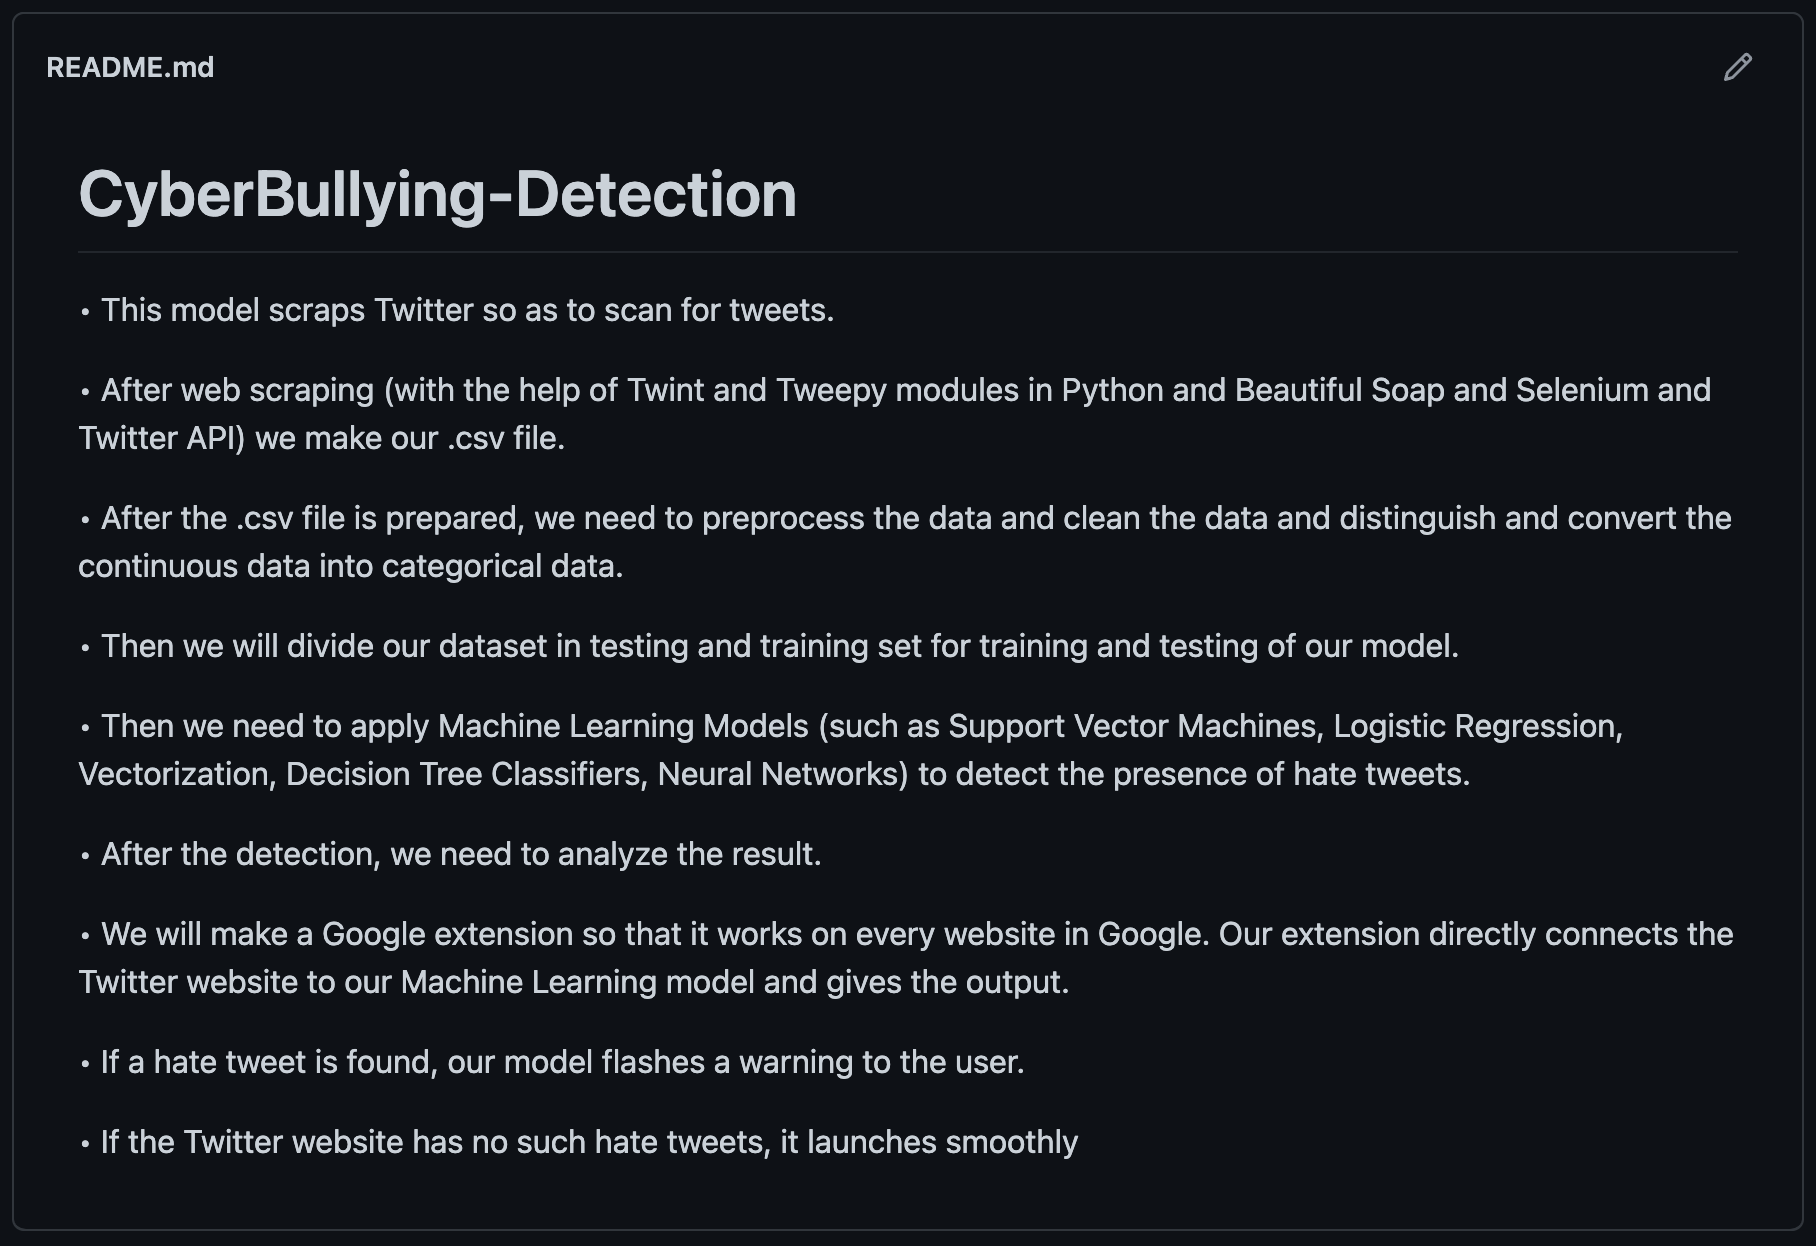 README.md
CyberBullying-Detection
• This model scraps Twitter so as to scan for tweets.
• After web scraping (with the help of Twint and Tweepy modules in Python and Beautiful Soap and Selenium and
Twitter API) we make our .csv file.
• After the .csv file is prepared, we need to preprocess the data and clean the data and distinguish and convert the
continuous data into categorical data.
• Then we will divide our dataset in testing and training set for training and testing of our model.
• Then we need to apply Machine Learning Models (such as Support Vector Machines, Logistic Regression,
Vectorization, Decision Tree Classifiers, Neural Networks) to detect the presence of hate tweets.
• After the detection, we need to analyze the result.
• We will make a Google extension so that it works on every website in Google. Our extension directly connects the
Twitter website to our Machine Learning model and gives the output.
• If a hate tweet is found, our model flashes a warning to the user.
• If the Twitter website has no such hate tweets, it launches smoothly